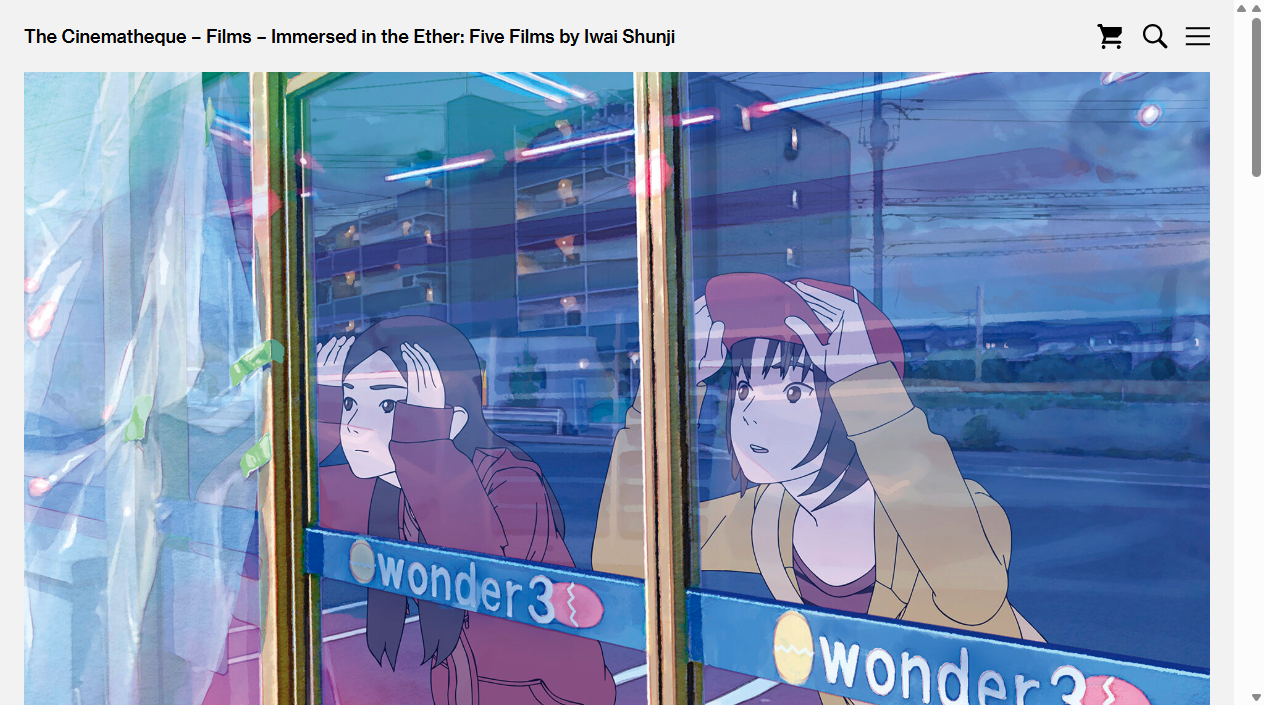 The Cinematheque – Films – Immersed in the Ether: Five Films by Iwai Shunji
wonder3
wonder3